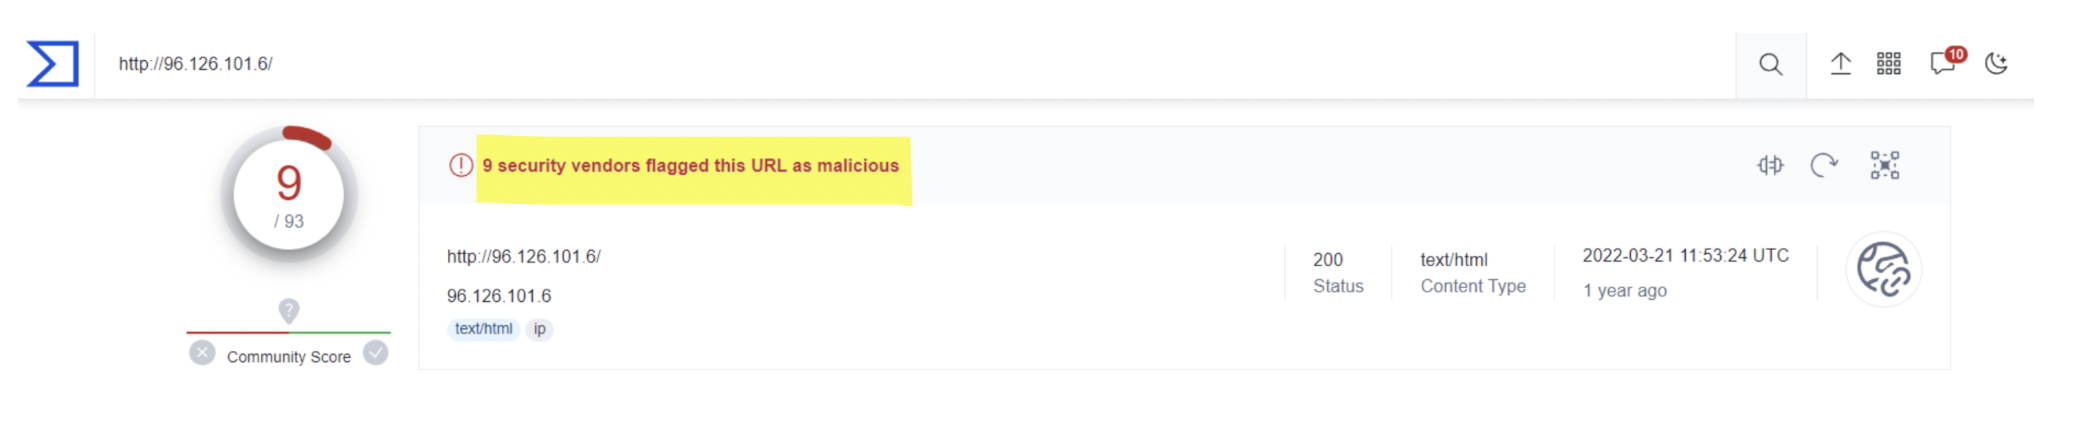 http://96.126.101.6/
10
9
/ 93
9 security vendors flagged this URL as malicious
http://96.126.101.6/
96.126.101.6
text/html ip
200
Status
text/html
Content Type
2022-03-21 11:53:24 UTC
1 year ago
?
Community Score